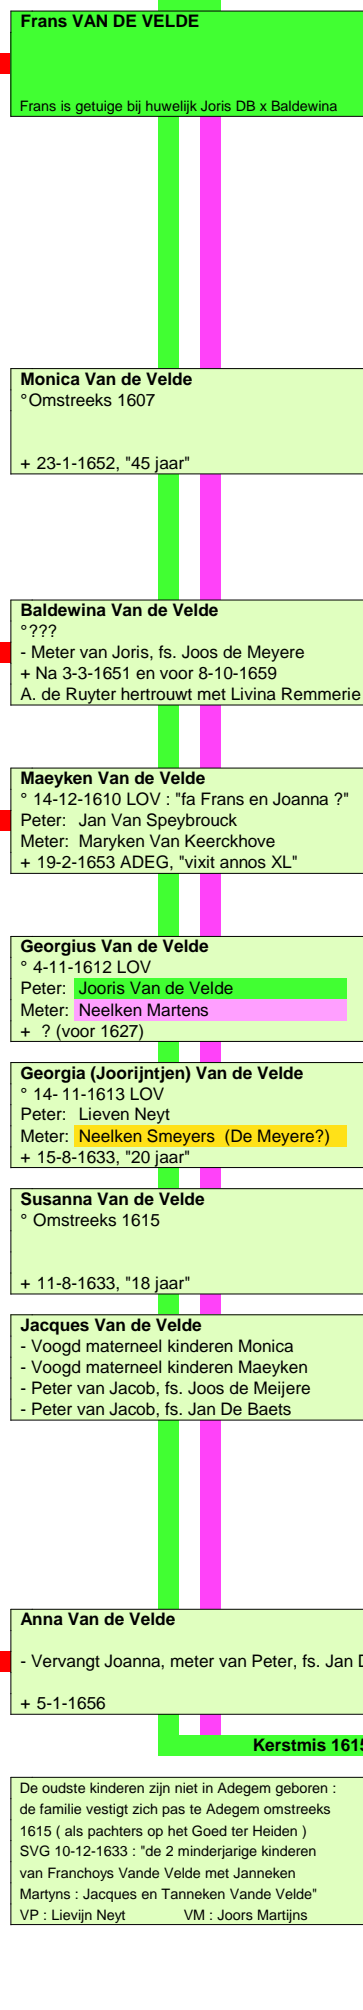 Frans VAN DE VELDE
Frans is getuige bij huwelijk Joris DB x Baldewina
Monica Van de Velde
°Omstreeks 1607
+ 23-1-1652, "45 jaar"
Baldewina Van de Velde
°???
- Meter van Joris, fs. Joos de Meyere
+ Na 3-3-1651 en voor 8-10-1659
A. de Ruyter hertrouwt met Livina Remmerie
Maeyken Van de Velde
° 14-12-1610 LOV : "fa Frans en Joanna ?"
Peter: Jan Van Speybrouck
Meter: Maryken Van Keerckhove
+ 19-2-1653 ADEG, "vixit annos XL"
Georgius Van de Velde
° 4-11-1612 LOV
Peter: Jooris Van de Velde
Meter: Neelken Martens
+ ? (voor 1627)
Georgia (Joorijntjen) Van de Velde
° 14- 11-1613 LOV
Peter: Lieven Neyt
Meter: Neelken Smeyers (De Meyere?)
+ 15-8-1633, "20 jaar"
Susanna Van de Velde
° Omstreeks 1615
+ 11-8-1633, "18 jaar"
Jacques Van de Velde
- Voogd materneel kinderen Monica
- Voogd materneel kinderen Maeyken
- Peter van Jacob, fs. Joos de Meijere
- Peter van Jacob, fs. Jan De Baets
Anna Van de Velde
- Vervangt Joanna, meter van Peter, fs. Jan
+ 5-1-1656
Kerstmis 1615
De oudste kinderen zijn niet in Adegem geboren :
de familie vestigt zich pas te Adegem omstreeks
1615 ( als pachters op het Goed ter Heiden )
SVG 10-12-1633 : "de 2 minderjarige kinderen
van Franchoys Vande Velde met Janneken
Martyns : Jacques en Tanneken Vande Velde"
VP : Lievijn Neyt VM : Joors Martijns